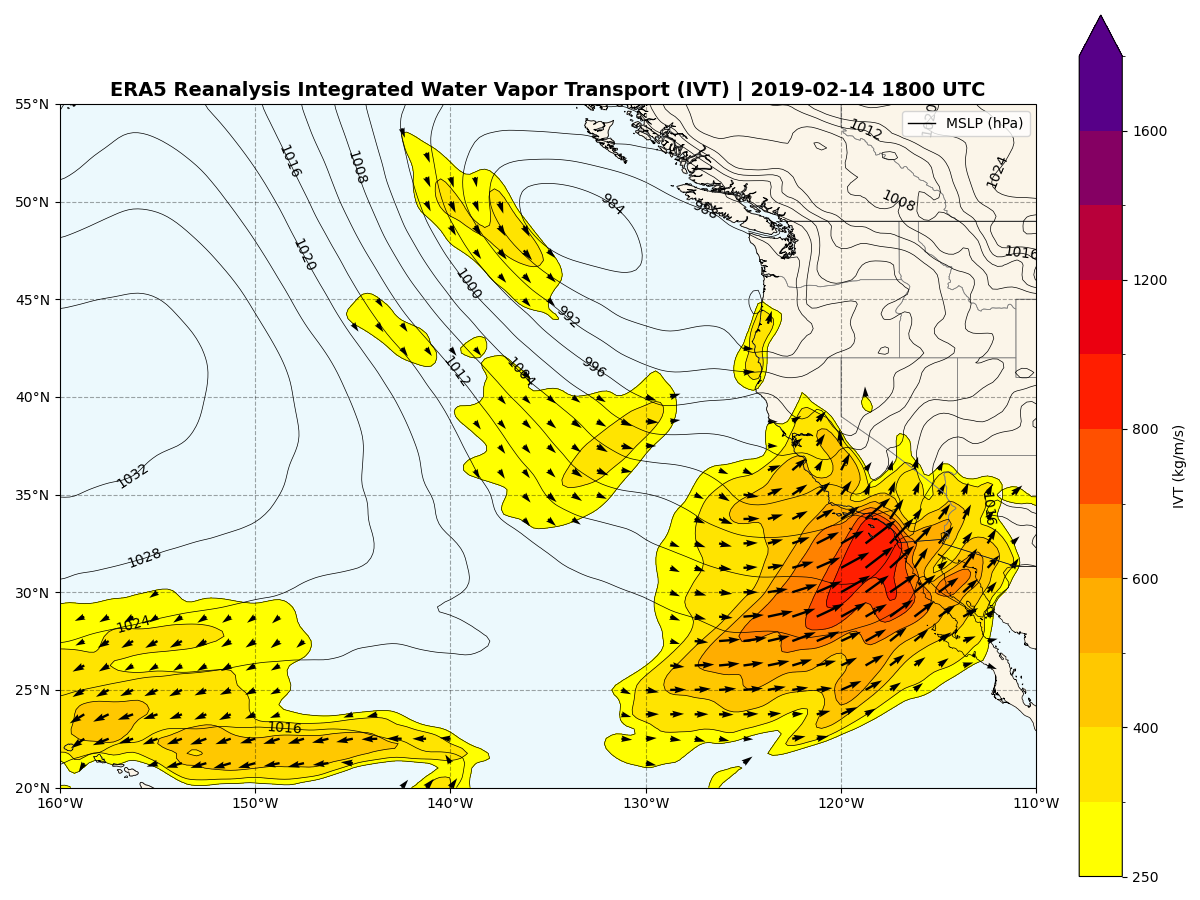 ERA5 Reanalysis Integrated Water Vapor Transport (IVT) | 2019-02-14 1800 UTC
MSLP (hPa)
55°N
50°N
45°N
40°N
35°N
30°N
25°N
20°N
160°W
150°W
140°W
130°W
120°W
110°W
1016
1008
1020
1012
1024
984
988
1008
1016
1020
1000
992
1012
1004
996
1032
1028
1024
1016
1016
1600
1200
800
600
400
250
IVT (kg/m/s)